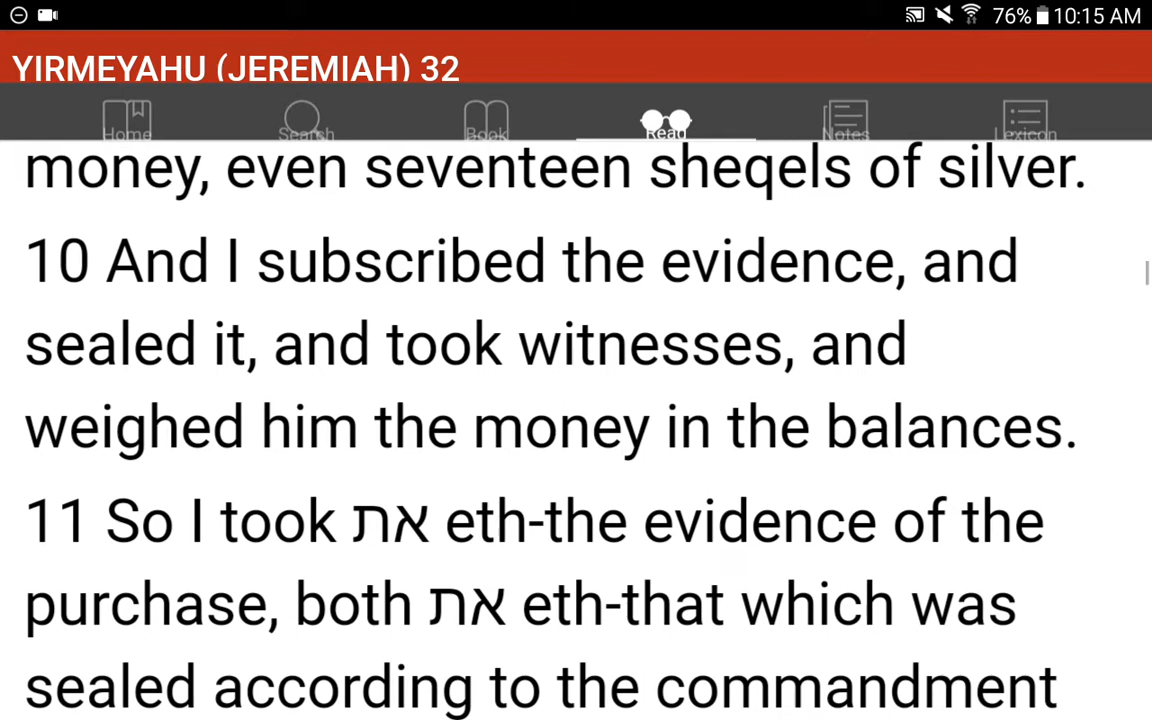 76% 10:15 AM
YIRMEYAHU (JEREMIAH) 32
Home Search Book Read Notes Lexicon
money, even seventeen sheqels of silver.
10 And I subscribed the evidence, and
sealed it, and took witnesses, and
weighed him the money in the balances.
11 So I took את eth-the evidence of the
purchase, both את eth-that which was
sealed according to the commandment